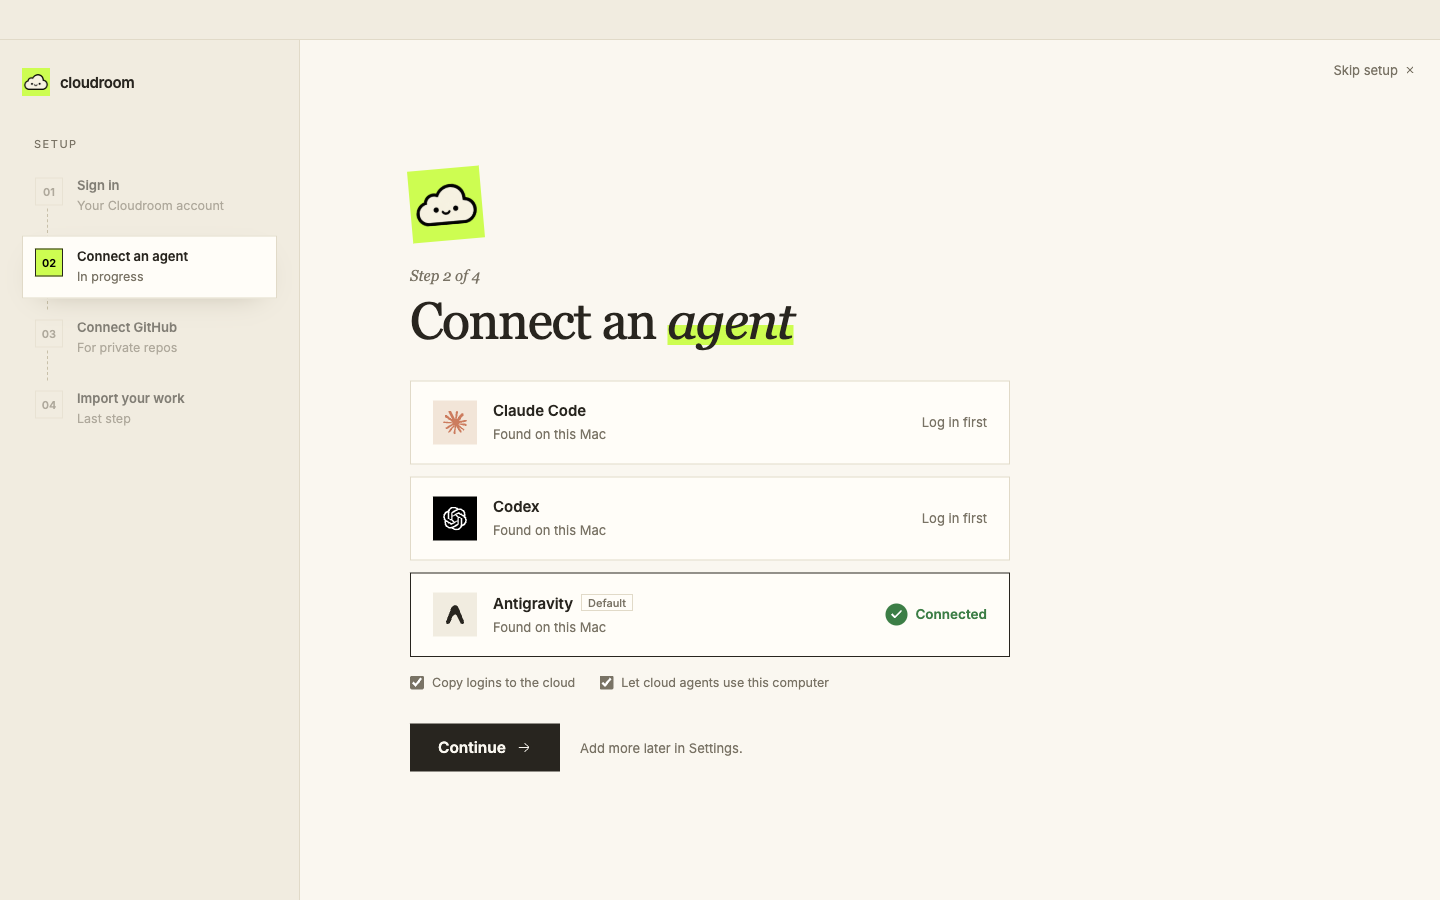 cloudroom
Skip setup ×
SETUP
01
Sign in
Your Cloudroom account
02
Connect an agent
In progress
03
Connect GitHub
For private repos
04
Import your work
Last step
Step 2 of 4
Connect an agent
Claude Code
Found on this Mac
Log in first
Codex
Found on this Mac
Log in first
Antigravity Default
Found on this Mac
Connected
Copy logins to the cloud
Let cloud agents use this computer
Continue →
Add more later in Settings.